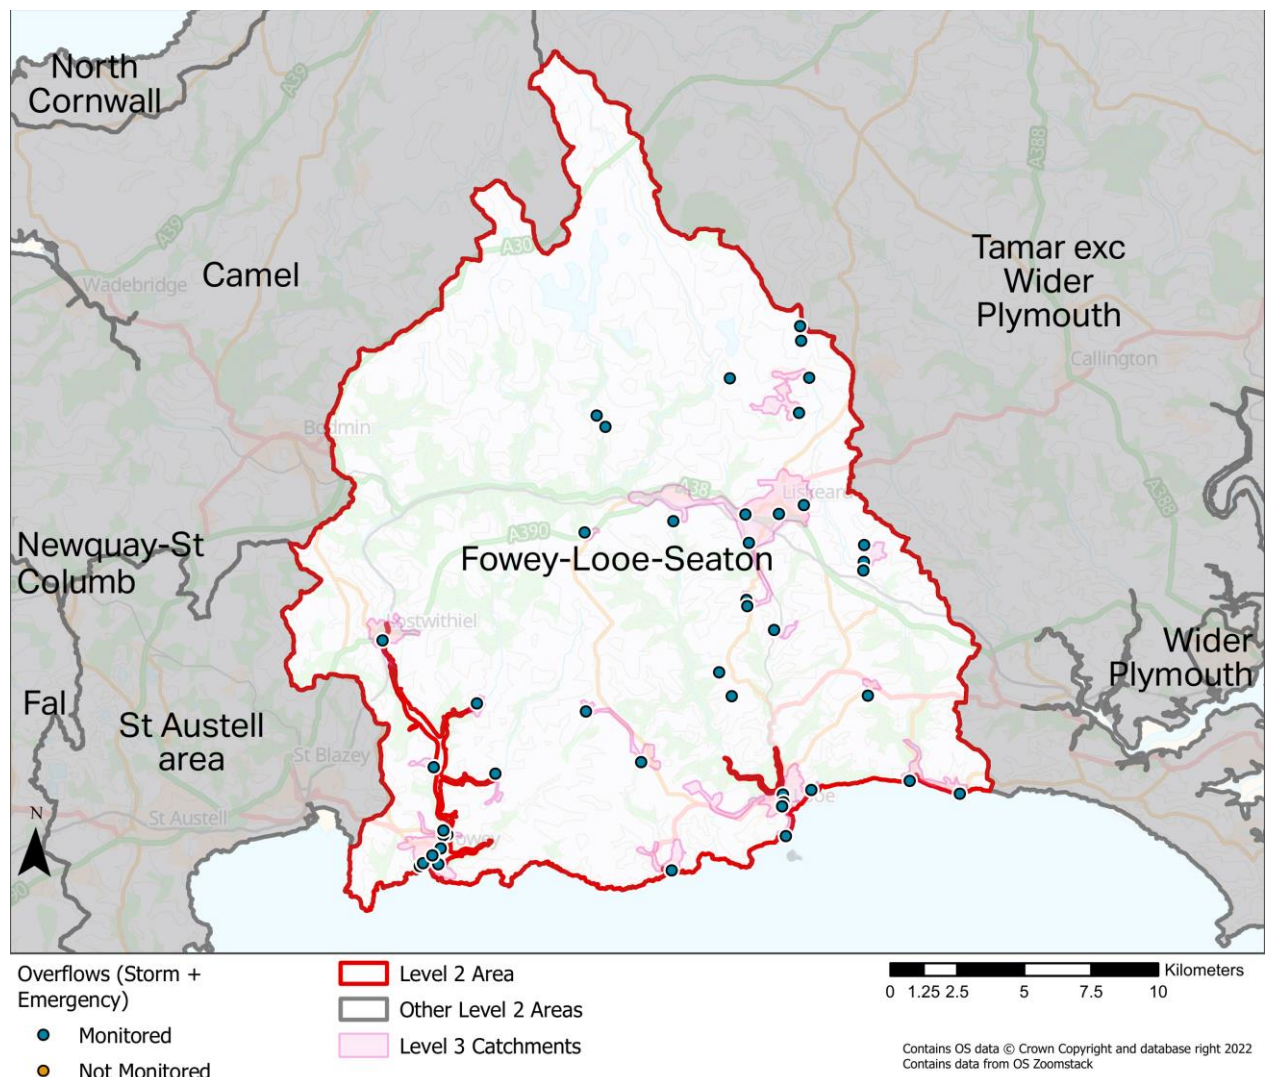 North
Cornwall
A39
A388
A39
A30
Camel
Tamar exc
Wider
Plymouth
Wadebridge
Callington
Bodmin
A38
Liskeard
A388
A390
Newquay-St
Columb
Fowey-Looe-Seaton
Lostwithiel
Wider
Plymouth
Fal
St Austell
area
St Blazey
St Austell
Looe
Fowey
N
Overflows (Storm +
Emergency)
Monitored
Not Monitored
Level 2 Area
Other Level 2 Areas
Level 3 Catchments
Kilometers
0 1.25 2.5 5 7.5 10
Contains OS data © Crown Copyright and database right 2022
Contains data from OS Zoomstack